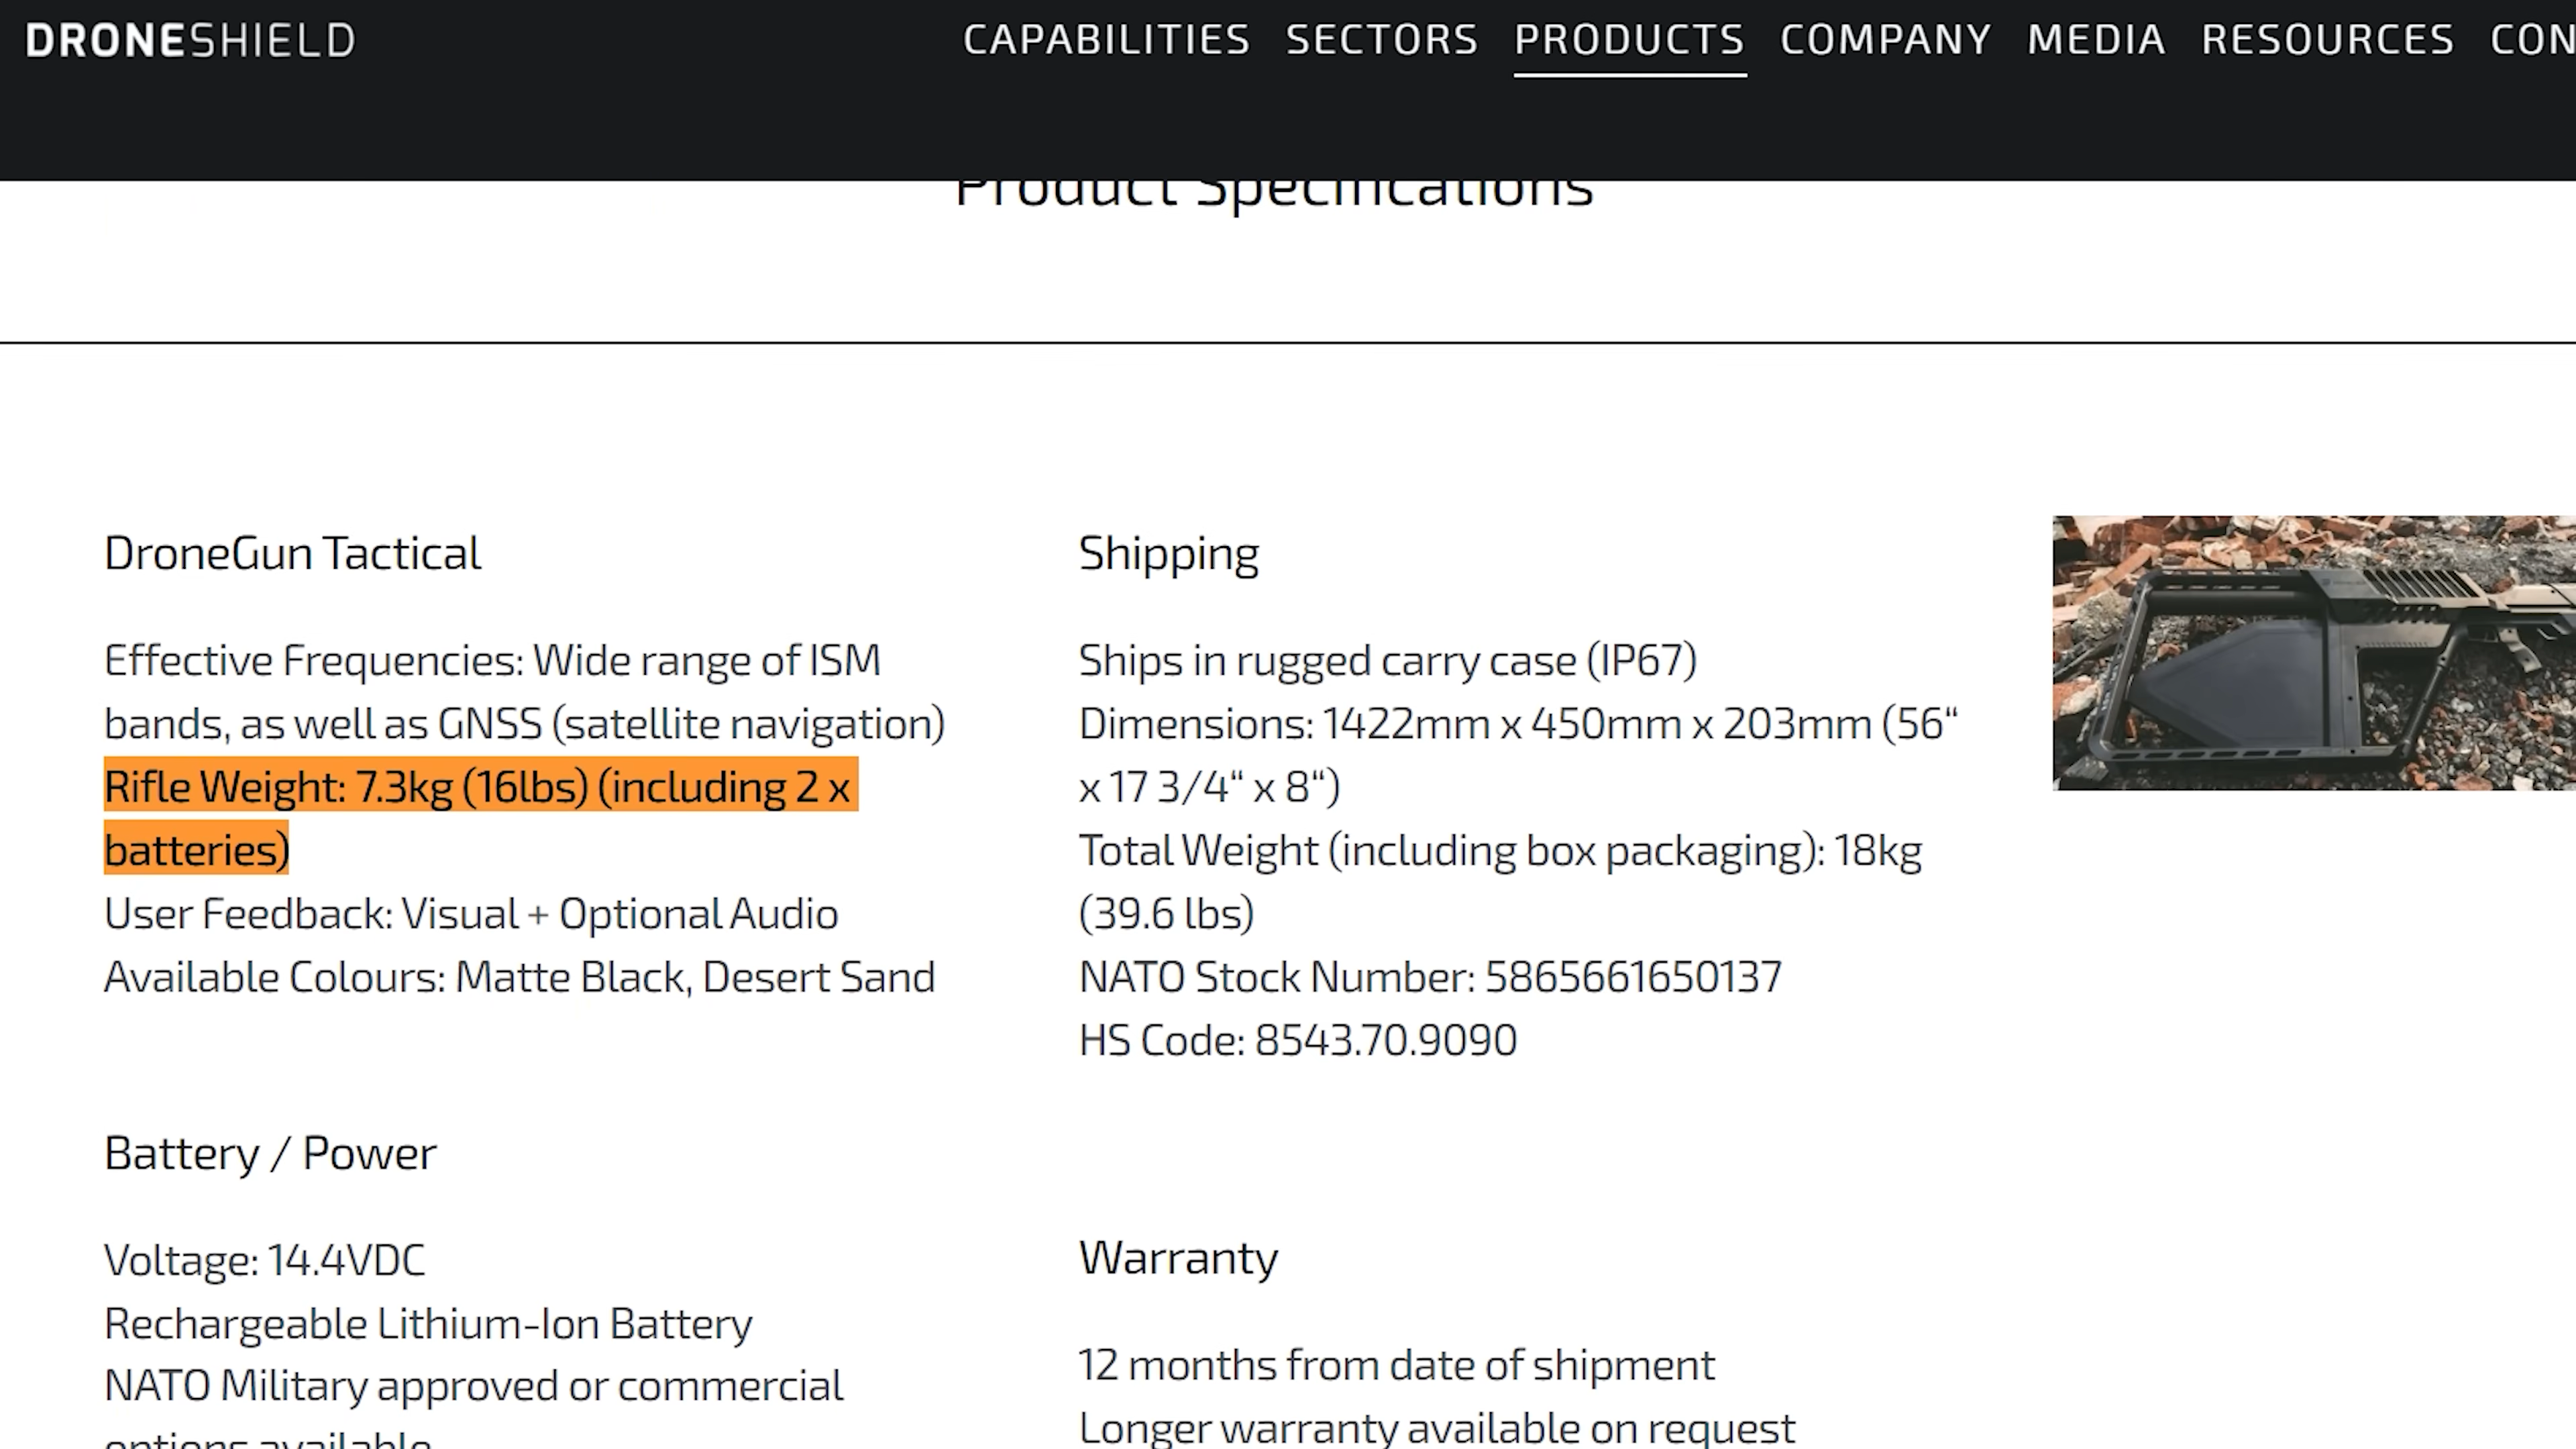 DRONESHIELD
CAPABILITIES SECTORS PRODUCTS COMPANY MEDIA RESOURCES CON
Product Specifications
DroneGun Tactical
Effective Frequencies: Wide range of ISM
bands, as well as GNSS (satellite navigation)
Rifle Weight: 7.3kg (16lbs) (including 2 x
batteries)
User Feedback: Visual + Optional Audio
Available Colours: Matte Black, Desert Sand
Battery / Power
Voltage: 14.4VDC
Rechargeable Lithium-Ion Battery
NATO Military approved or commercial
options available
Shipping
Ships in rugged carry case (IP67)
Dimensions: 1422mm x 450mm x 203mm (56“
x 17 3/4“ x 8“)
Total Weight (including box packaging): 18kg
(39.6 lbs)
NATO Stock Number: 5865661650137
HS Code: 8543.70.9090
Warranty
12 months from date of shipment
Longer warranty available on request